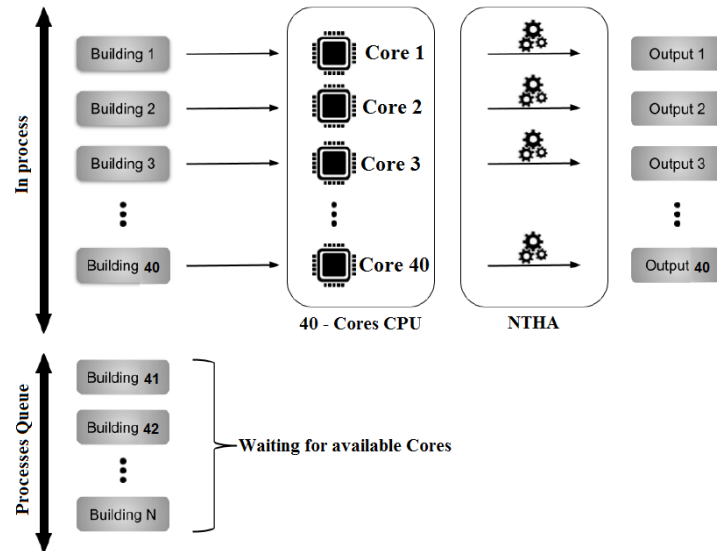 In process
Building 1
Core 1
Output 1
Building 2
Core 2
Output 2
Building 3
Core 3
Output 3
Building 40
Core 40
Output 40
40 - Cores CPU
NTHA
Processes Queue
Building 41
Building 42
Waiting for available Cores
Building N